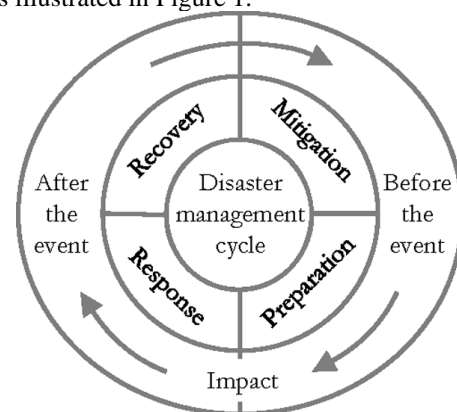 s illustrated in Figure 1.
Recovery
Mitigation
After
the
event
Disaster
management
cycle
Before
the
event
Response
Preparation
Impact